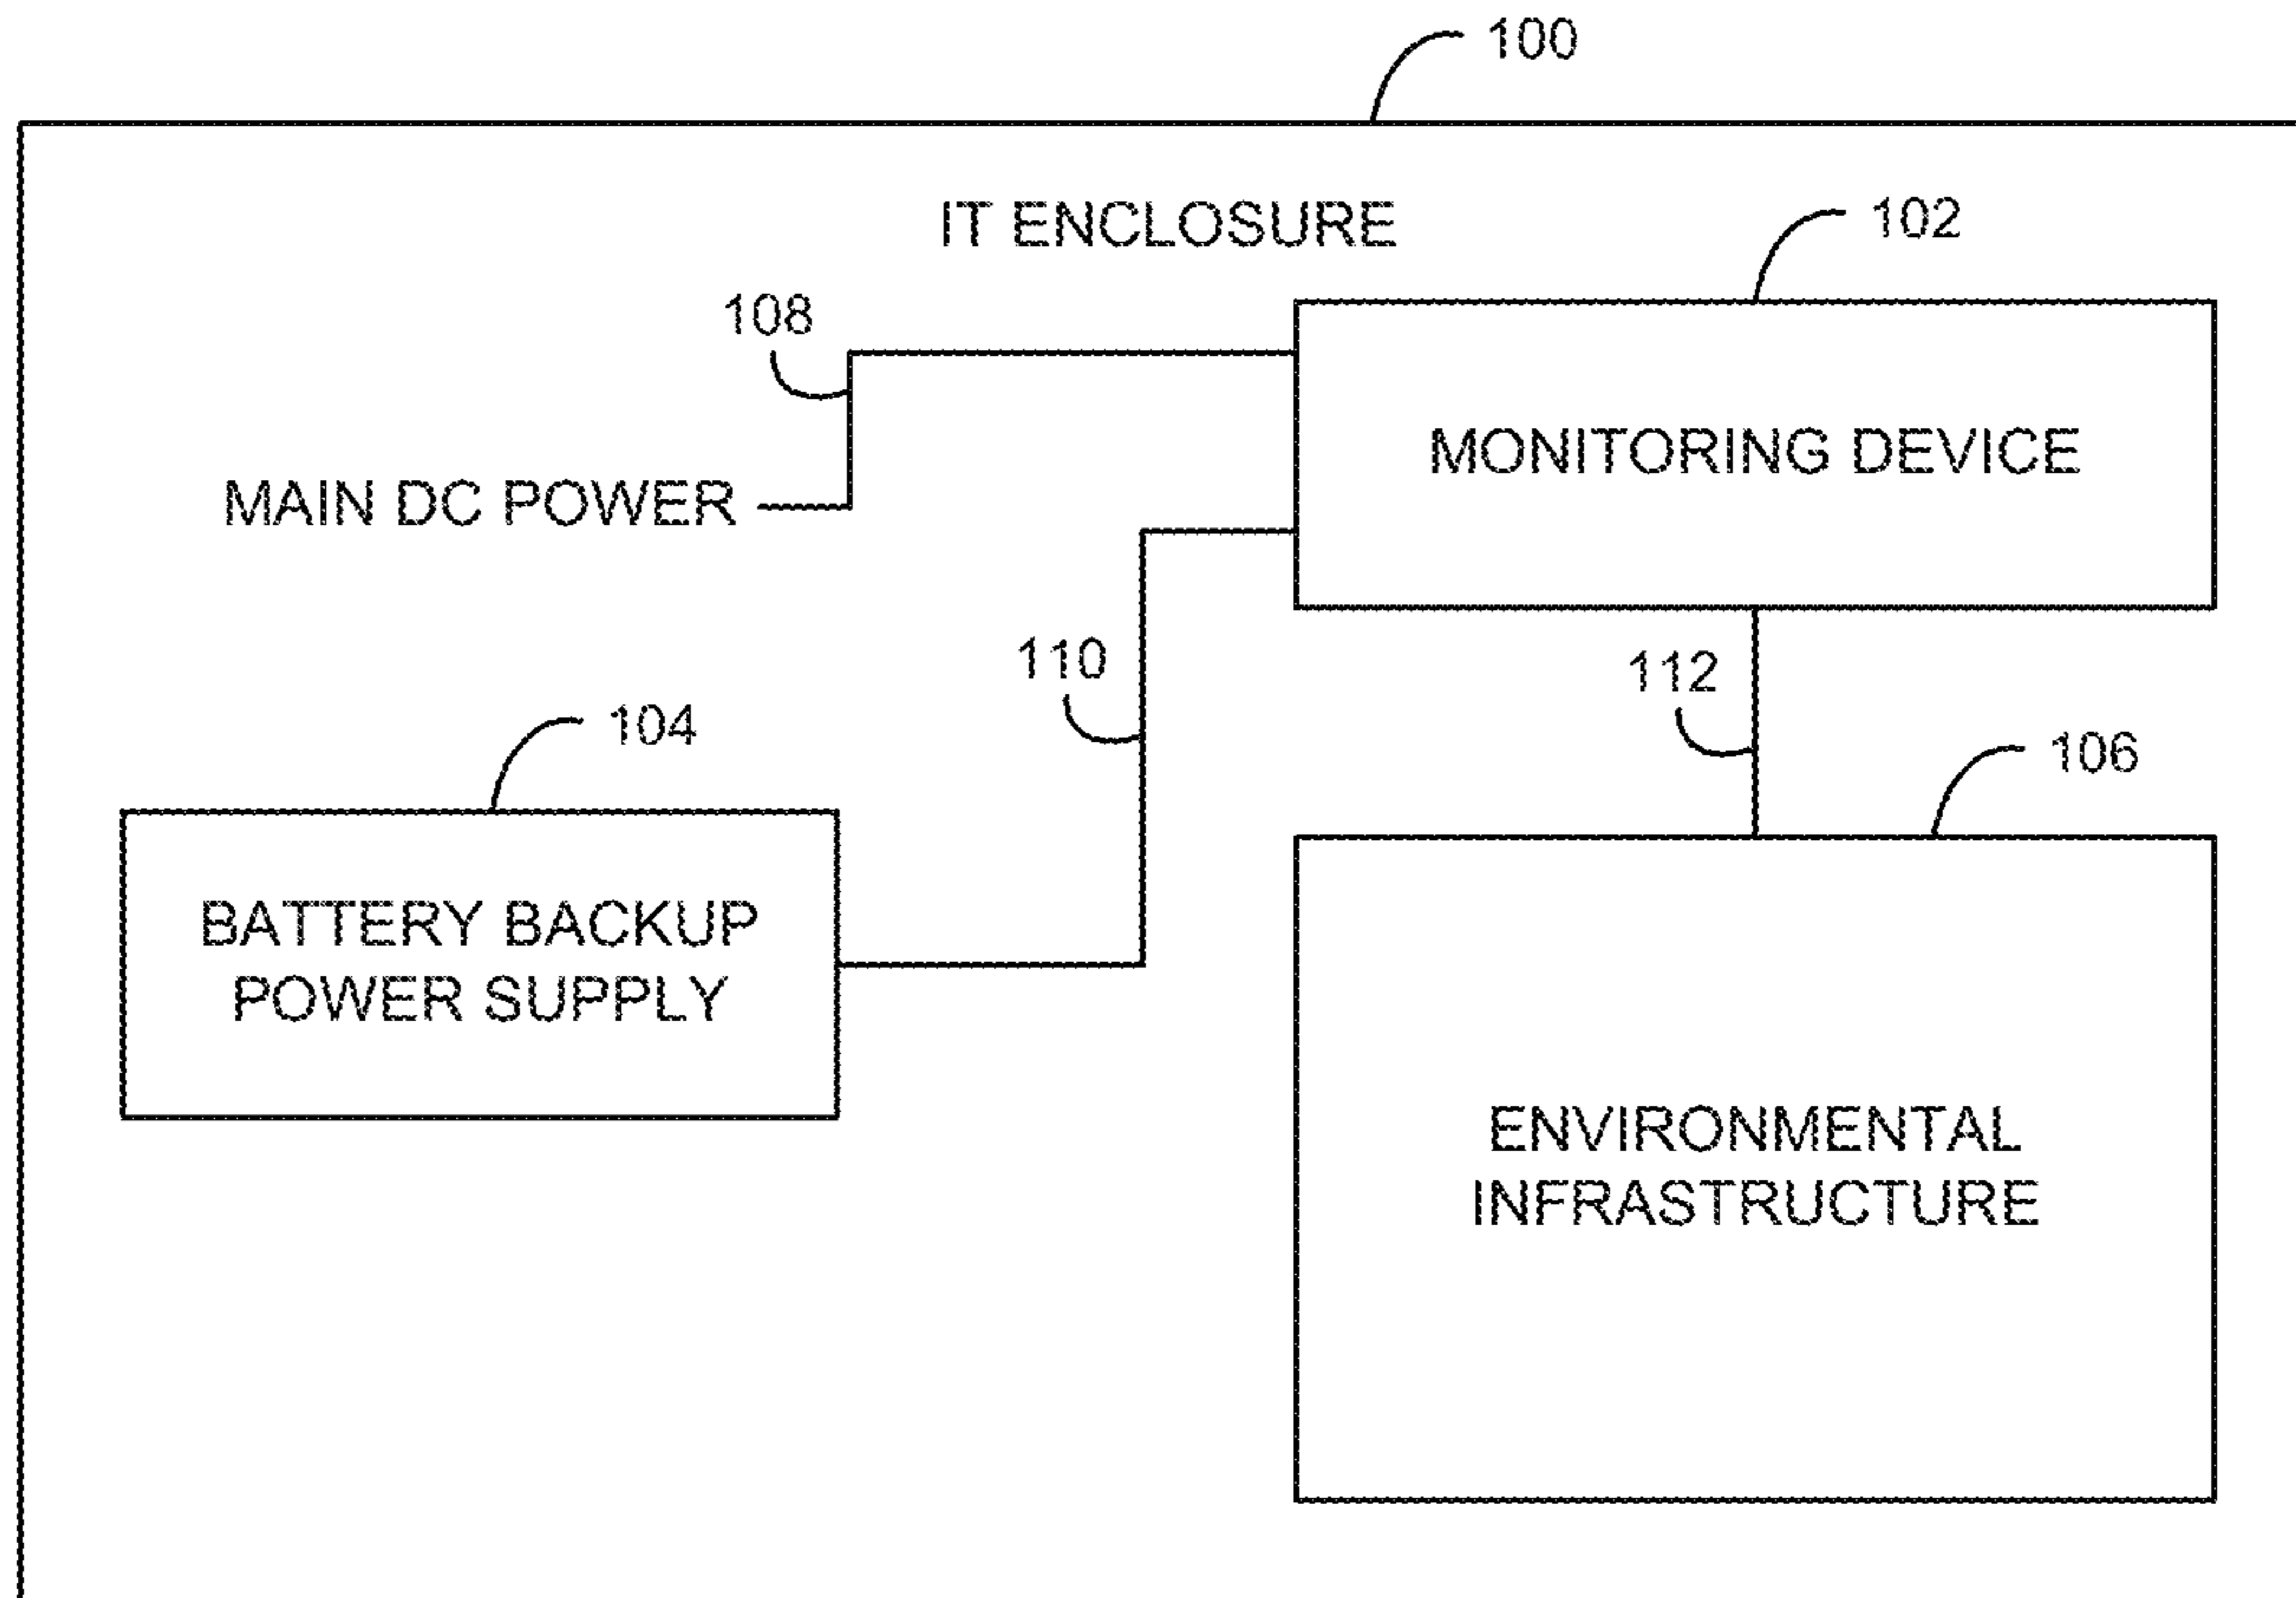 100
IT ENCLOSURE
102
108
MONITORING DEVICE
MAIN DC POWER
110
112
104
106
BATTERY BACKUP
POWER SUPPLY
ENVIRONMENTAL
INFRASTRUCTURE